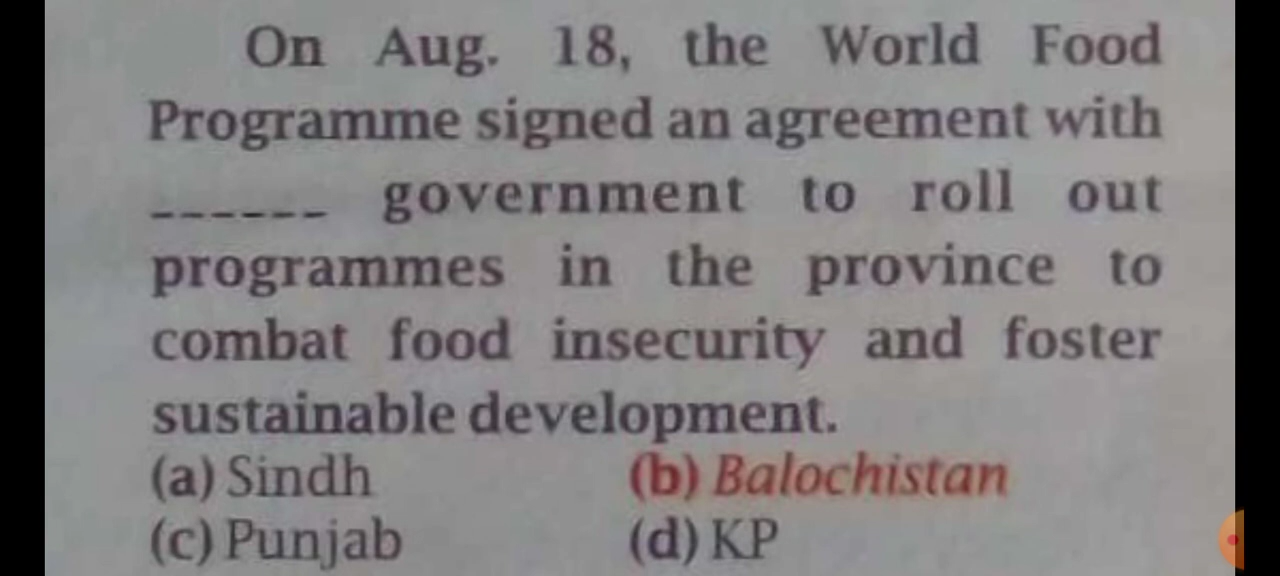 On Aug. 18, the World Food
Programme signed an agreement with
------ government to roll out
programmes in the province to
combat food insecurity and foster
sustainable development.
(a) Sindh (b) Balochistan
(c) Punjab (d) KP